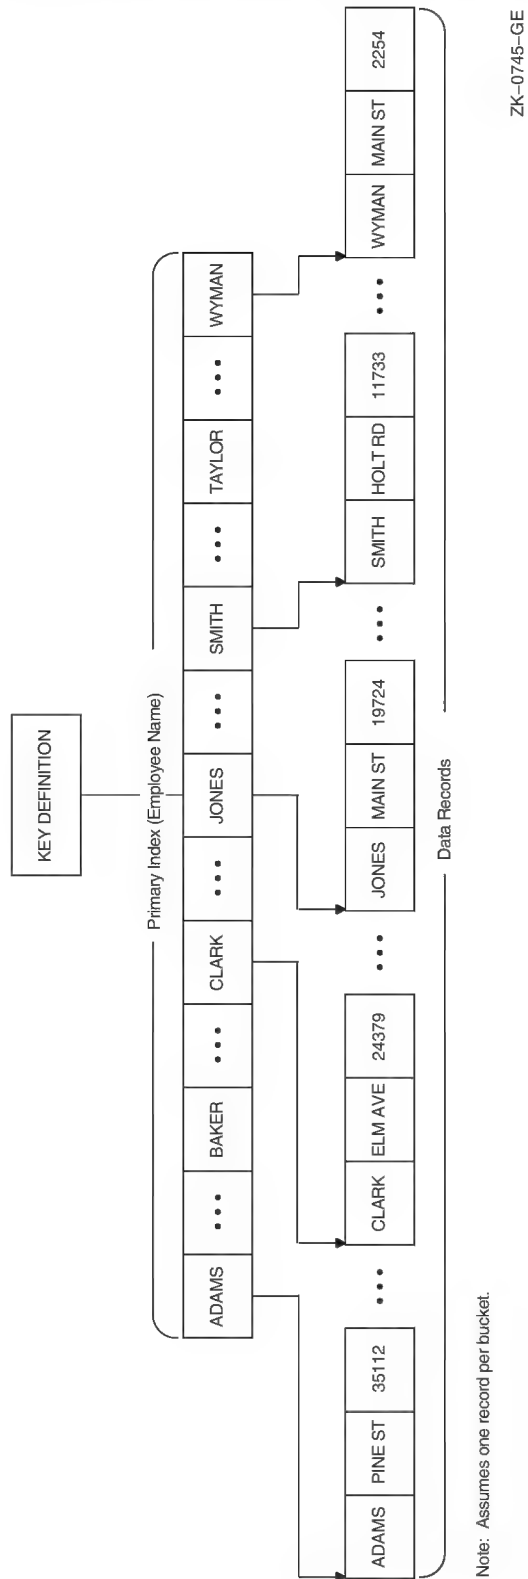 KEY DEFINITION
Primary Index (Employee Name)
ADAMS ••• BAKER ••• CLARK ••• JONES ••• SMITH ••• TAYLOR ••• WYMAN
ADAMS PINE ST 35112 ••• CLARK ELM AVE 24379 ••• JONES MAIN ST 19724 ••• SMITH HOLT RD 11733 ••• WYMAN MAIN ST 2254
Data Records
Note: Assumes one record per bucket.
ZK–0745–GE